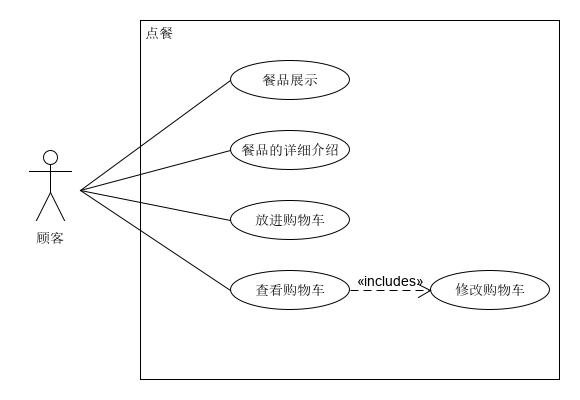 点餐
餐品展示
餐品的详细介绍
放进购物车
顾客
查看购物车
«includes»
修改购物车